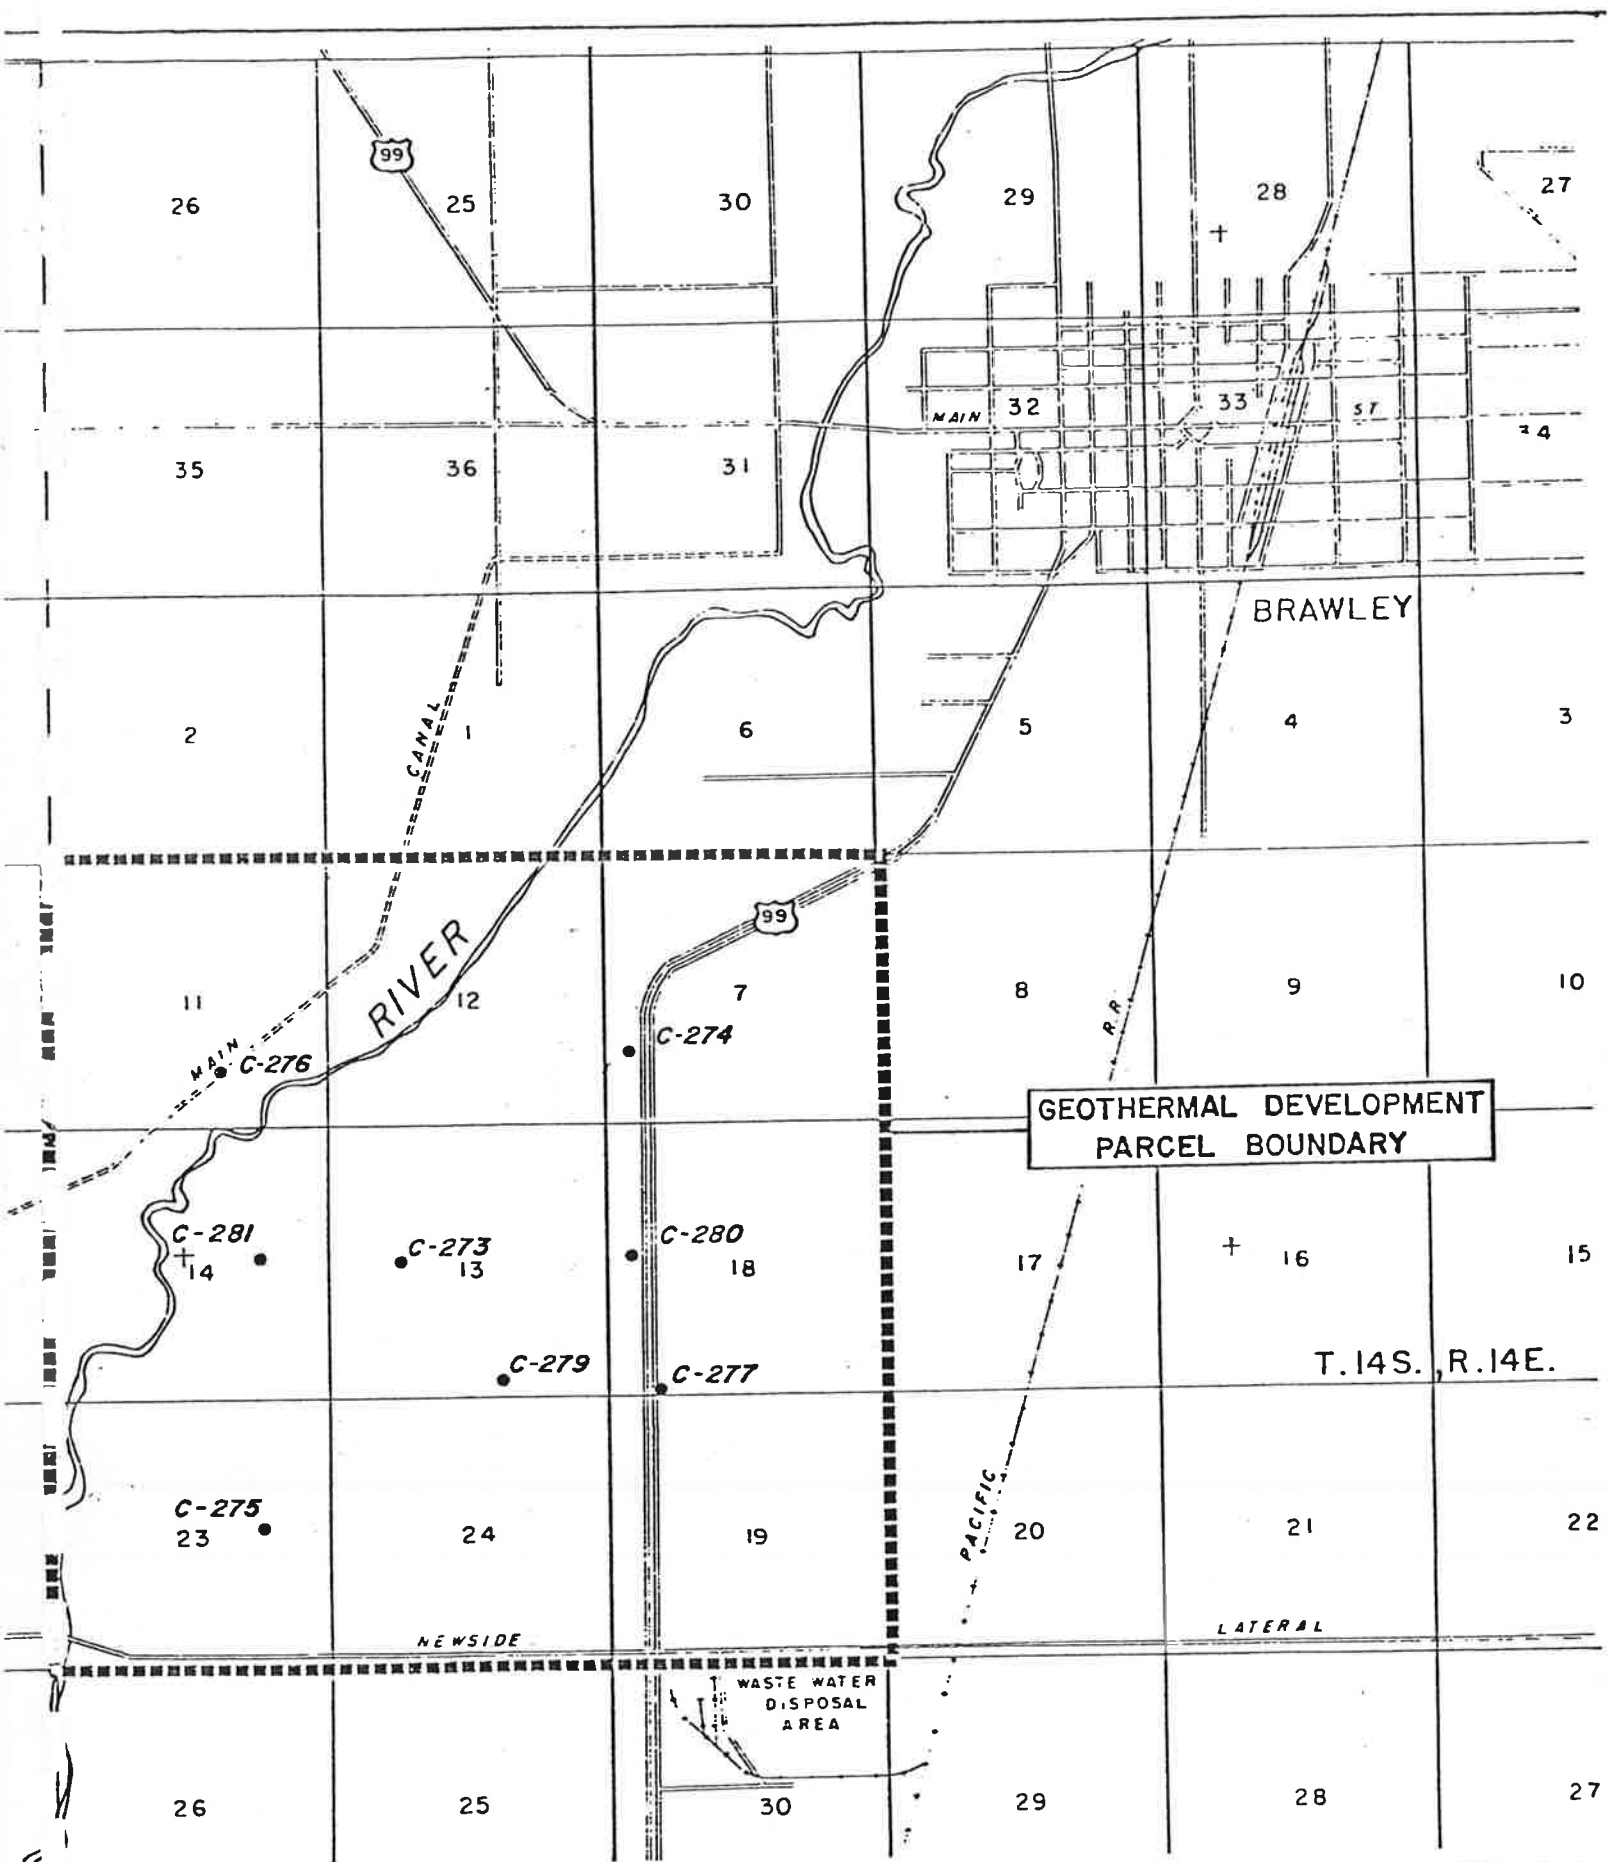 99
26 25 30 29 28 27
MAIN 32 33 ST
34
35 36 31
BRAWLEY
2 1 6 5 4 3
CANAL
99
RIVER
11 12 7 8 9 10
R.R.
C-274
MAIN
C-276
GEOTHERMAL DEVELOPMENT
PARCEL BOUNDARY
C-281 C-273 C-280
14 13 18 17 16 15
C-279 C-277
T.14S., R.14E.
PACIFIC
C-275
23 24 19 20 21 22
NEWSIDE LATERAL
WASTE WATER
DISPOSAL
AREA
26 25 30 29 28 27